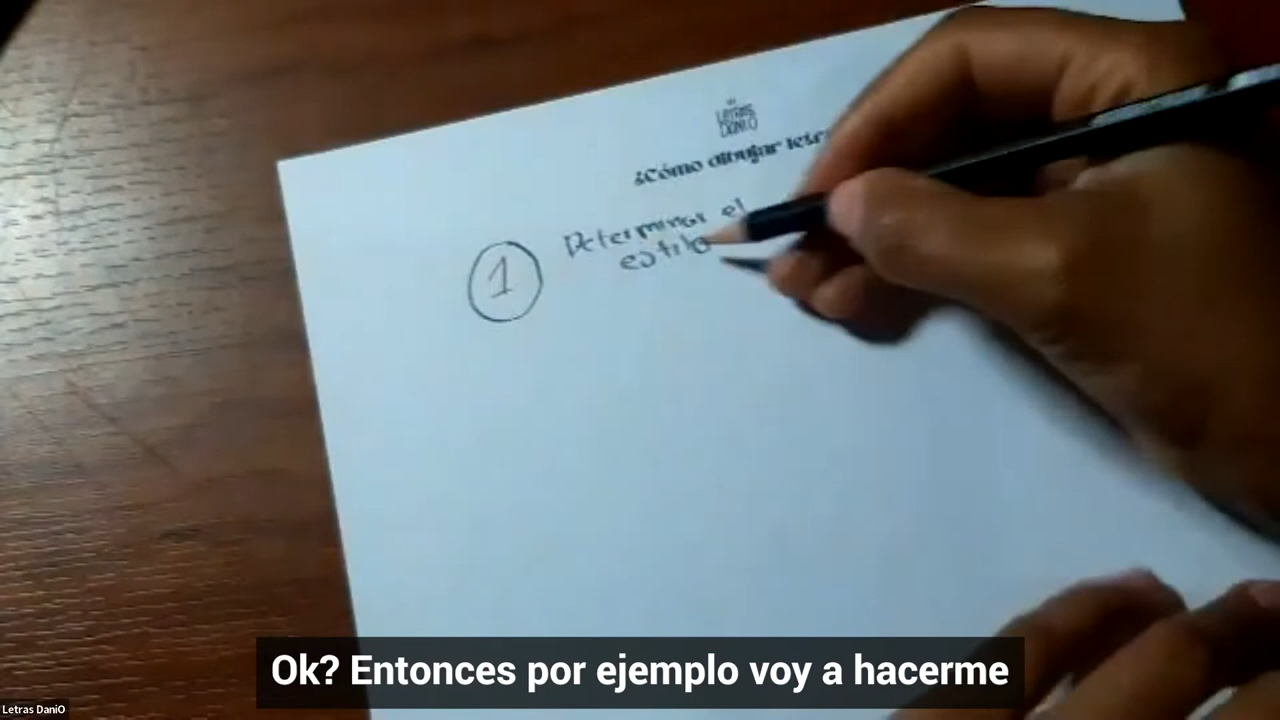 LETRAS
DANIO
¿Cómo dibujar
1 Determinar el
estilo
Ok? Entonces por ejemplo voy a hacerme
Letras DaniO